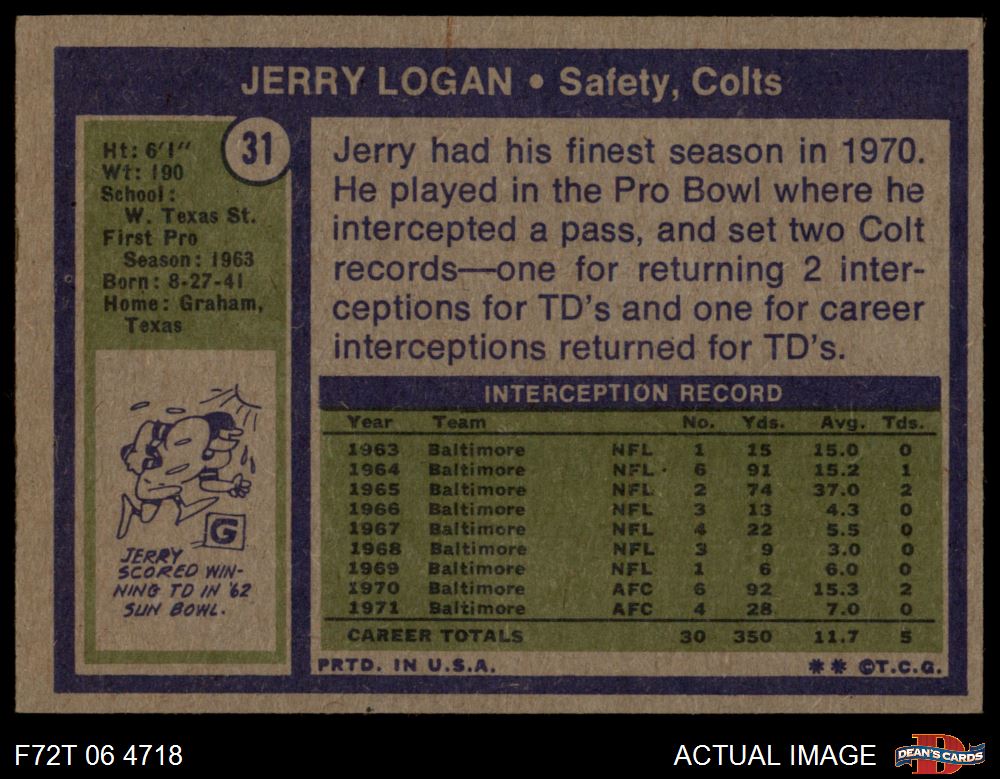 JERRY LOGAN • Safety, Colts
31
Ht: 6'1"
Wt: 190
School:
W. Texas St.
First Pro
Season: 1963
Born: 8-27-41
Home: Graham,
Texas
G
JERRY
SCORED WIN-
NING TD IN '62
SUN BOWL.
Jerry had his finest season in 1970.
He played in the Pro Bowl where he
intercepted a pass, and set two Colt
records—one for returning 2 inter-
ceptions for TD's and one for career
interceptions returned for TD's.
INTERCEPTION RECORD
Year Team No. Yds. Avg. Tds.
1963 Baltimore NFL 1 15 15.0 0
1964 Baltimore NFL 6 91 15.2 1
1965 Baltimore NFL 2 74 37.0 2
1966 Baltimore NFL 3 13 4.3 0
1967 Baltimore NFL 4 22 5.5 0
1968 Baltimore NFL 3 9 3.0 0
1969 Baltimore NFL 1 6 6.0 0
1970 Baltimore AFC 6 92 15.3 2
1971 Baltimore AFC 4 28 7.0 0
CAREER TOTALS 30 350 11.7 5
PRTD. IN U.S.A. ** ©T.C.G.
F72T 06 4718 ACTUAL IMAGE DEAN'S CARDS